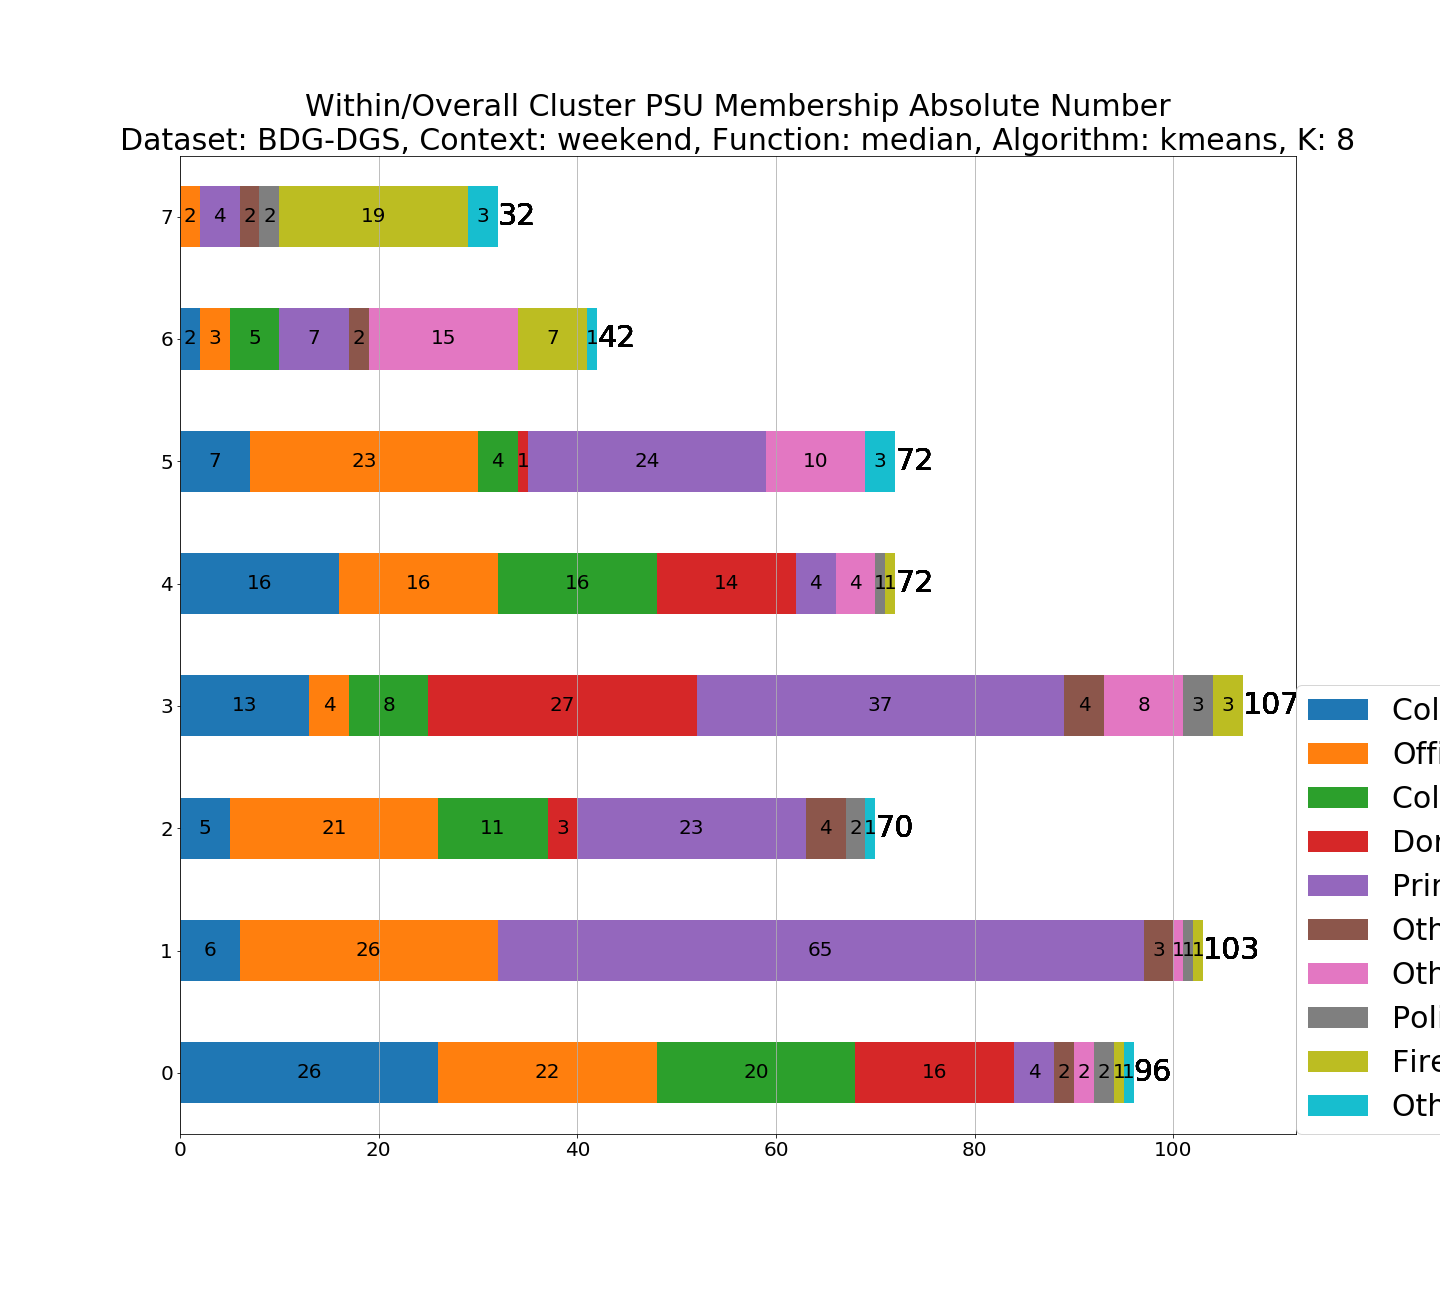 Within/Overall Cluster PSU Membership Absolute Number
Dataset: BDG-DGS, Context: weekend, Function: median, Algorithm: kmeans, K: 8
7 2 4 2 2 19 3 32
6 2 3 5 7 2 15 7 1 42
5 7 23 4 1 24 10 3 72
4 16 16 16 14 4 4 1 1 72
3 13 4 8 27 37 4 8 3 3 107
2 5 21 11 3 23 4 2 1 70
1 6 26 65 3 1 1 1 103
0 26 22 20 16 4 2 2 2 1 1 96
0 20 40 60 80 100
Col
Offi
Col
Dor
Prin
Oth
Oth
Poli
Fire
Oth